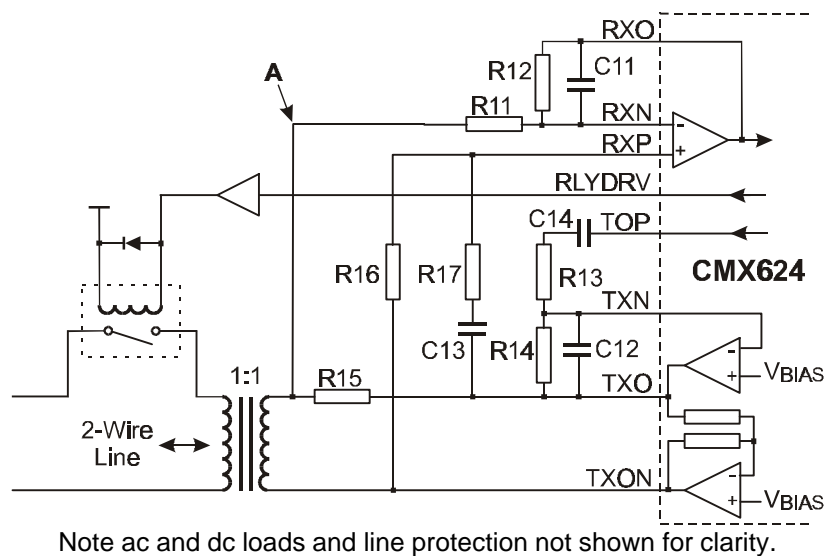 RXO
R12
C11
A
R11
RXN
RXP
RLYDRV
C14
TOP
R16
R17
R13
CMX624
TXN
C13
R14
C12
VBIAS
1:1
R15
TXO
2-Wire
Line
TXON
VBIAS
Note ac and dc loads and line protection not shown for clarity.